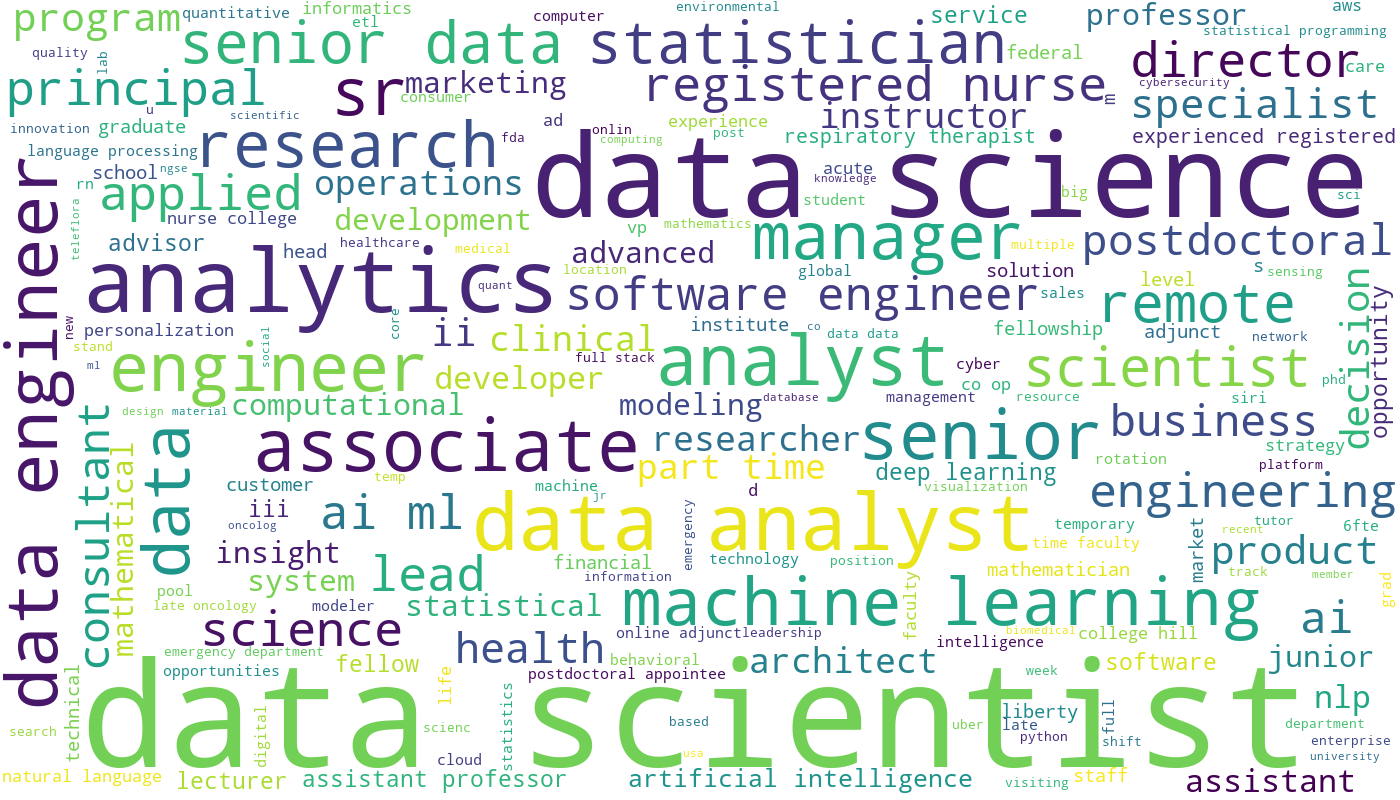 program
quantitative
informatics
etl
computer
environmental
service
professor
aws
statistical programming
quality
lab
senior data
statistician
federal
director
care
principal
sr
marketing
consumer
registered nurse
m
cybersecurity
specialist
u
scientific
innovation
graduate
research
fda
ad
onlin
computing
experience
post
instructor
respiratory therapist
experienced registered
language processing
school
ngse
rn
applied
operations
data science
acute
knowledge
student
big
sci
nurse college
development
vp
mathematics
teleflora
advisor
head
healthcare
medical
advanced
manager
multiple
postdoctoral
location
global
solution
s
sensing
analytics
quant
software engineer
sales
level
remote
decision
opportunity
new
personalization
core
ii
clinical
institute
co
data data
fellowship
adjunct
network
stand
ml
social
full stack
engineer
developer
analyst
cyber
co op
scientist
phd
design
material
computational
modeling
database
management
resource
siri
business
data engineer
consultant
mathematical
data
associate
researcher
senior
strategy
part time
deep learning
rotation
platform
customer
temp
machine
jr
visualization
engineering
iii
oncolog
ai ml
d
data analyst
emergency
temporary
recent
tutor
6fte
insight
financial
technology
position
time faculty
market
product
pool
system
lead
information
mathematician
track
member
grad
late oncology
modeler
statistical
machine learning
faculty
science
online adjunct
leadership
biomedical
college hill
ai
emergency department
health
intelligence
opportunities
fellow
behavioral
architect
software
junior
postdoctoral appointee
week
technical
life
data scientist
nlp
search
digital
scienc
statistics
based
uber
liberty
late
full
department
python
shift
enterprise
cloud
usa
university
natural language
lecturer
assistant professor
artificial intelligence
visiting
staff
assistant